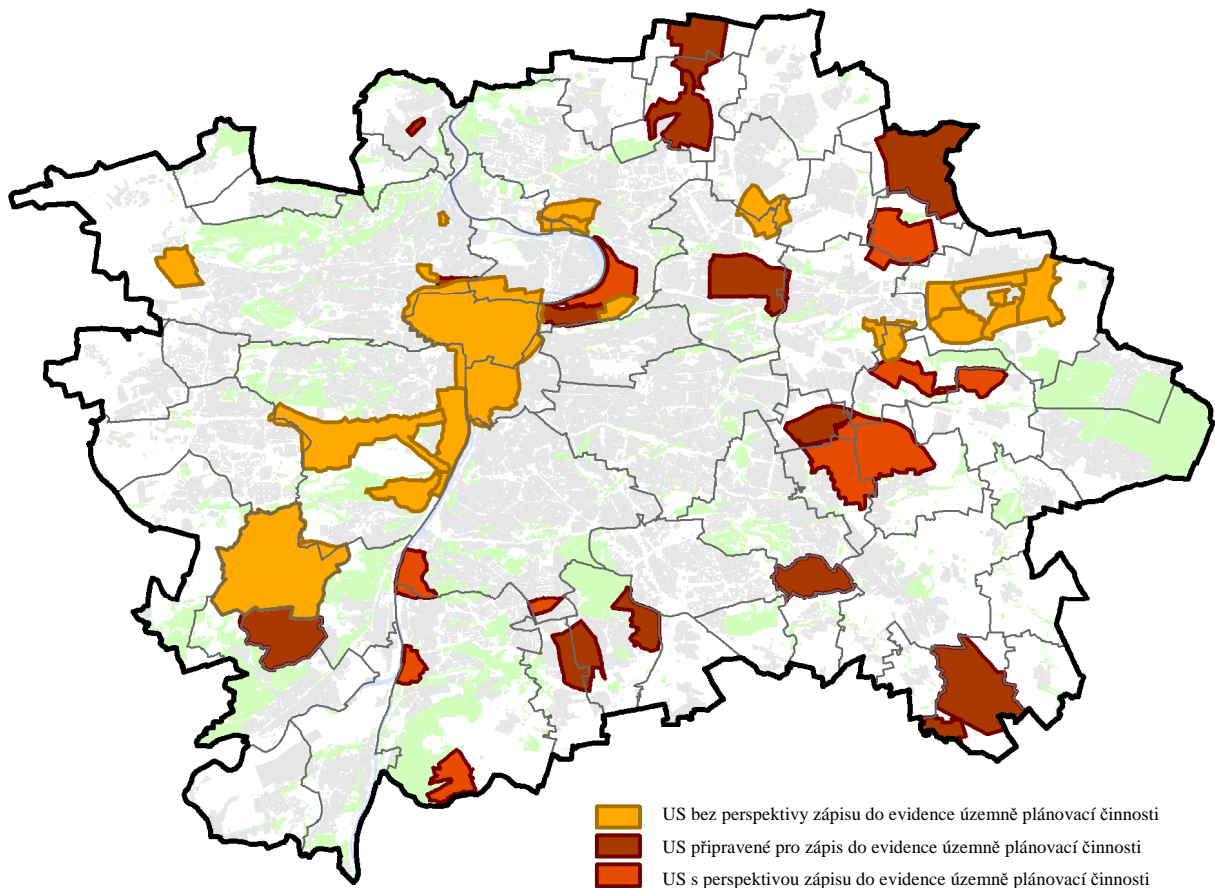 US bez perspektivy zápisu do evidence územně plánovací činnosti
US připravené pro zápis do evidence územně plánovací činnosti
US s perspektivou zápisu do evidence územně plánovací činnosti